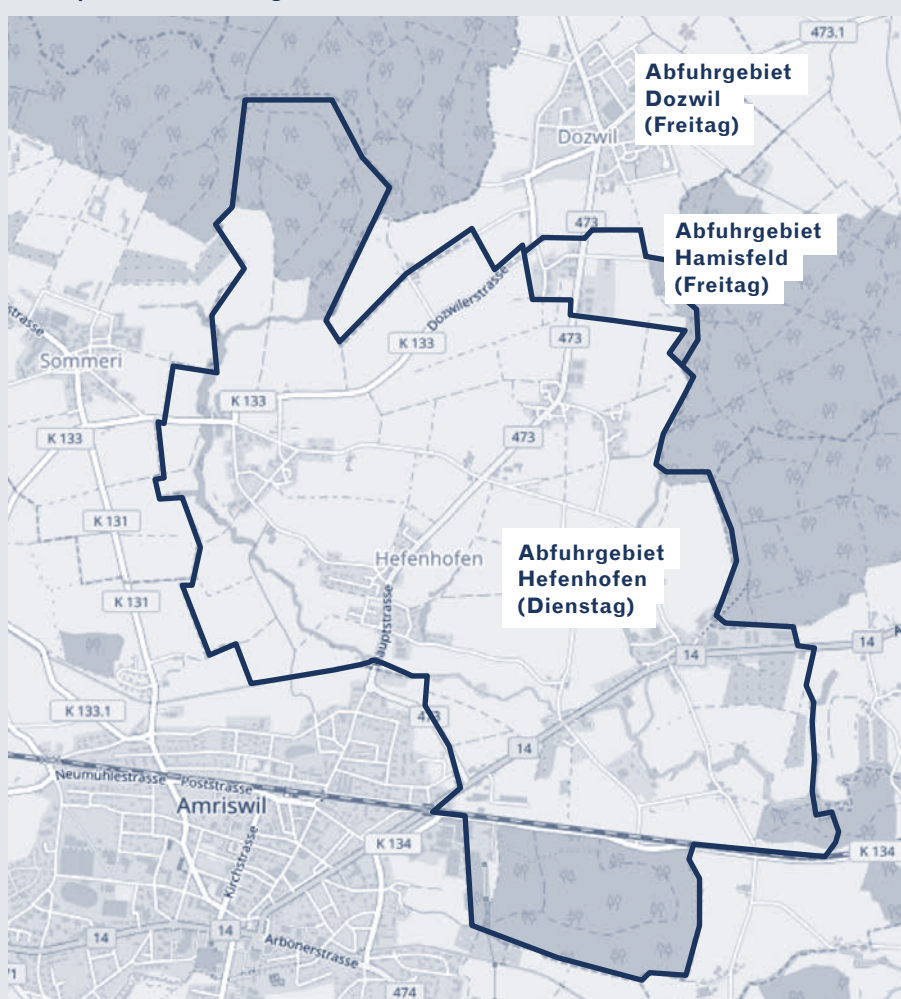 473.1
Abfuhrgebiet
Dozwil
(Freitag)
Dozwil
473
Abfuhrgebiet
Hamisfeld
(Freitag)
Dozwilerstrasse
strasse
K 133
473
Sommeri
K 133
K 133
473
K 131
Hefenhofen
Abfuhrgebiet
Hefenhofen
(Dienstag)
K 131
Hauptstrasse
14
14
K 133.1
473
14
Neumühlestrasse
Poststrasse
Amriswil
K 134
K 134
Kirchstrasse
14
14
Arbonerstrasse
474